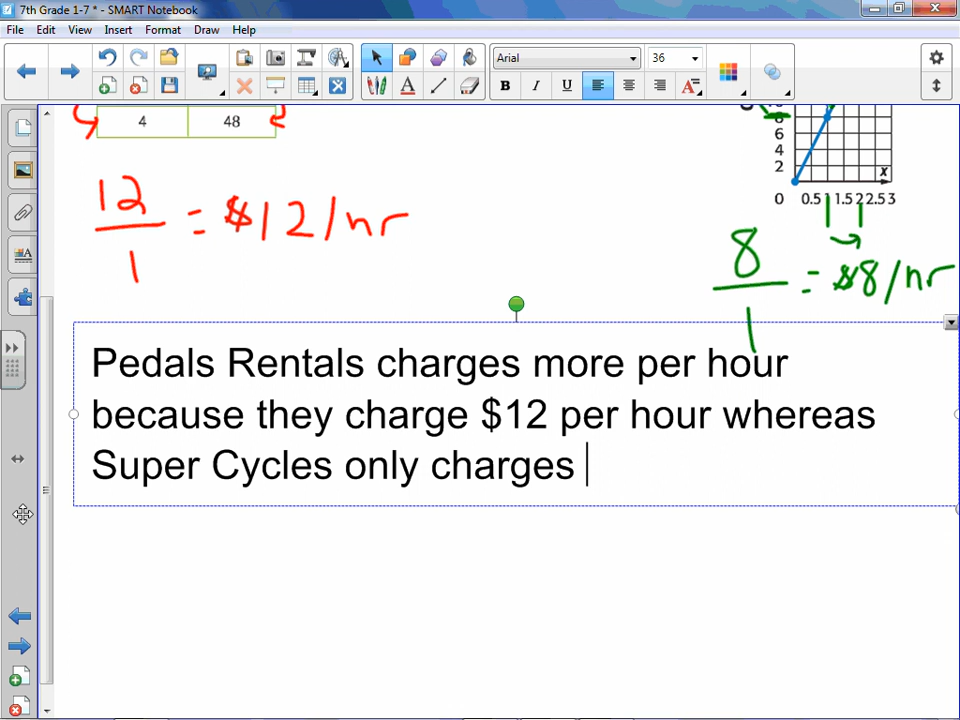 7th Grade 1-7 * - SMART Notebook
File Edit View Insert Format Draw Help
Arial 36
B I U
4 48
8
6
4
2
x
0 0.5 1 1.5 2 2.5 3
12
1
= $12/hr
8
1
= $8/hr
Pedals Rentals charges more per hour
because they charge $12 per hour whereas
Super Cycles only charges